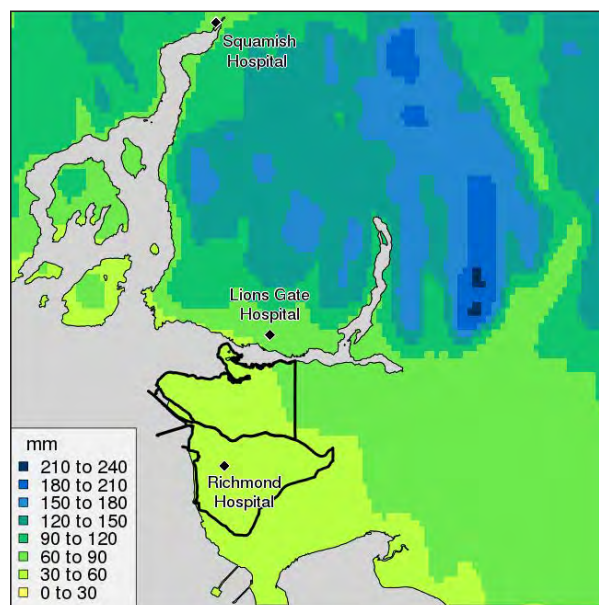 Squamish
Hospital
Lions Gate
Hospital
Richmond
Hospital
mm
210 to 240
180 to 210
150 to 180
120 to 150
90 to 120
60 to 90
30 to 60
0 to 30